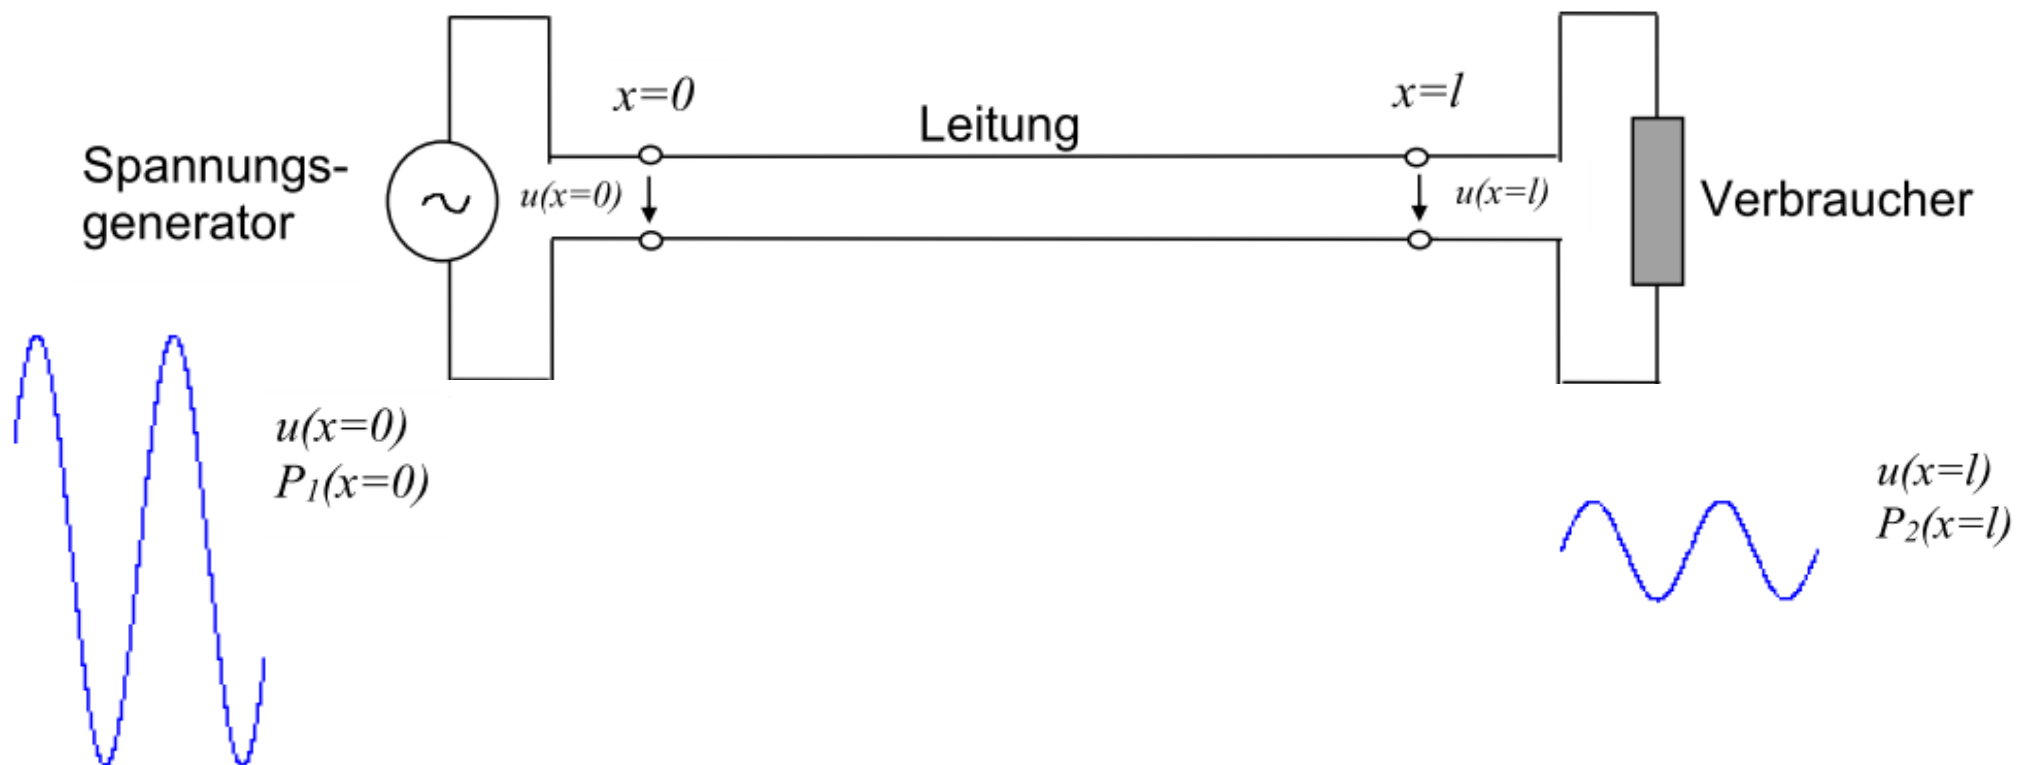 x=0
x=l
Leitung
Spannungs-
generator
u(x=0)
u(x=l)
Verbraucher
u(x=0)
P1(x=0)
u(x=l)
P2(x=l)